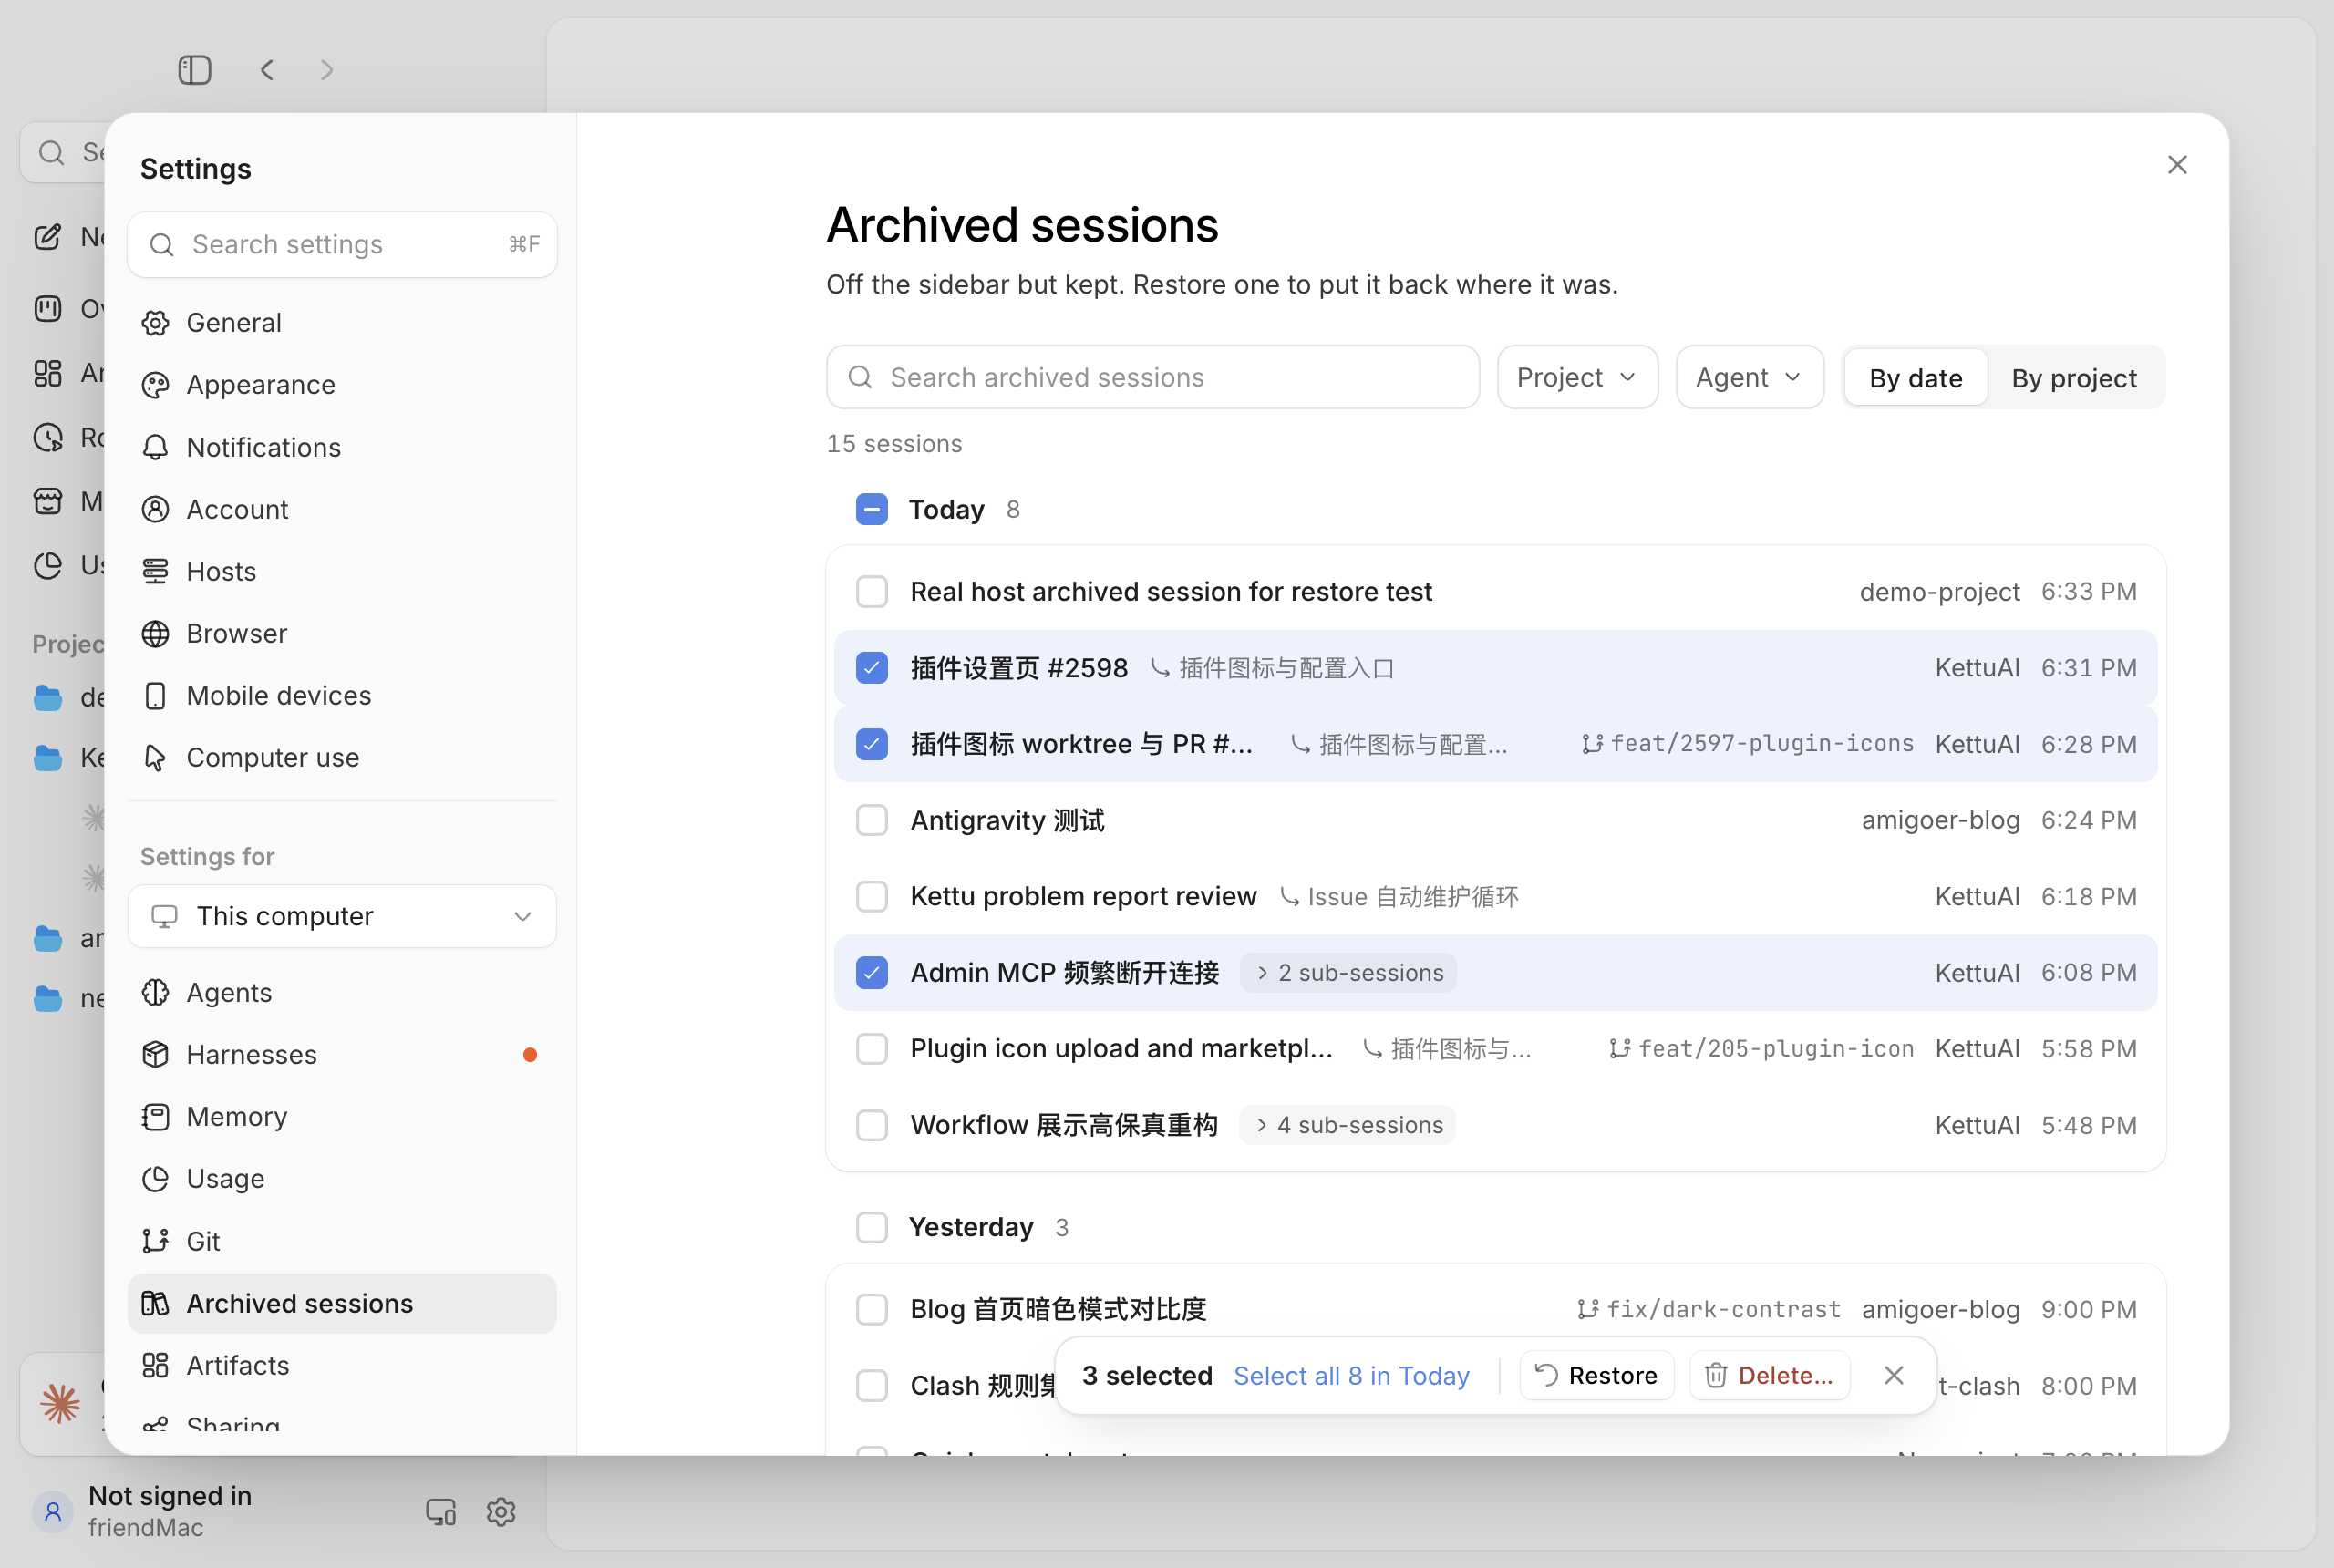 Settings
Search settings ⌘F
General
Appearance
Notifications
Account
Hosts
Browser
Mobile devices
Computer use
Settings for
This computer
Agents
Harnesses
Memory
Usage
Git
Archived sessions
Artifacts
Sharing
Projec
Not signed in
friendMac
Archived sessions
Off the sidebar but kept. Restore one to put it back where it was.
Search archived sessions Project Agent By date By project
15 sessions
Today 8
Real host archived session for restore test demo-project 6:33 PM
插件设置页 #2598 插件图标与配置入口 KettuAI 6:31 PM
插件图标 worktree 与 PR #... 插件图标与配置... feat/2597-plugin-icons KettuAI 6:28 PM
Antigravity 测试 amigoer-blog 6:24 PM
Kettu problem report review Issue 自动维护循环 KettuAI 6:18 PM
Admin MCP 频繁断开连接 2 sub-sessions KettuAI 6:08 PM
Plugin icon upload and marketpl... 插件图标与... feat/205-plugin-icon KettuAI 5:58 PM
Workflow 展示高保真重构 4 sub-sessions KettuAI 5:48 PM
Yesterday 3
Blog 首页暗色模式对比度 fix/dark-contrast amigoer-blog 9:00 PM
Clash 规则集 t-clash 8:00 PM
3 selected Select all 8 in Today Restore Delete...